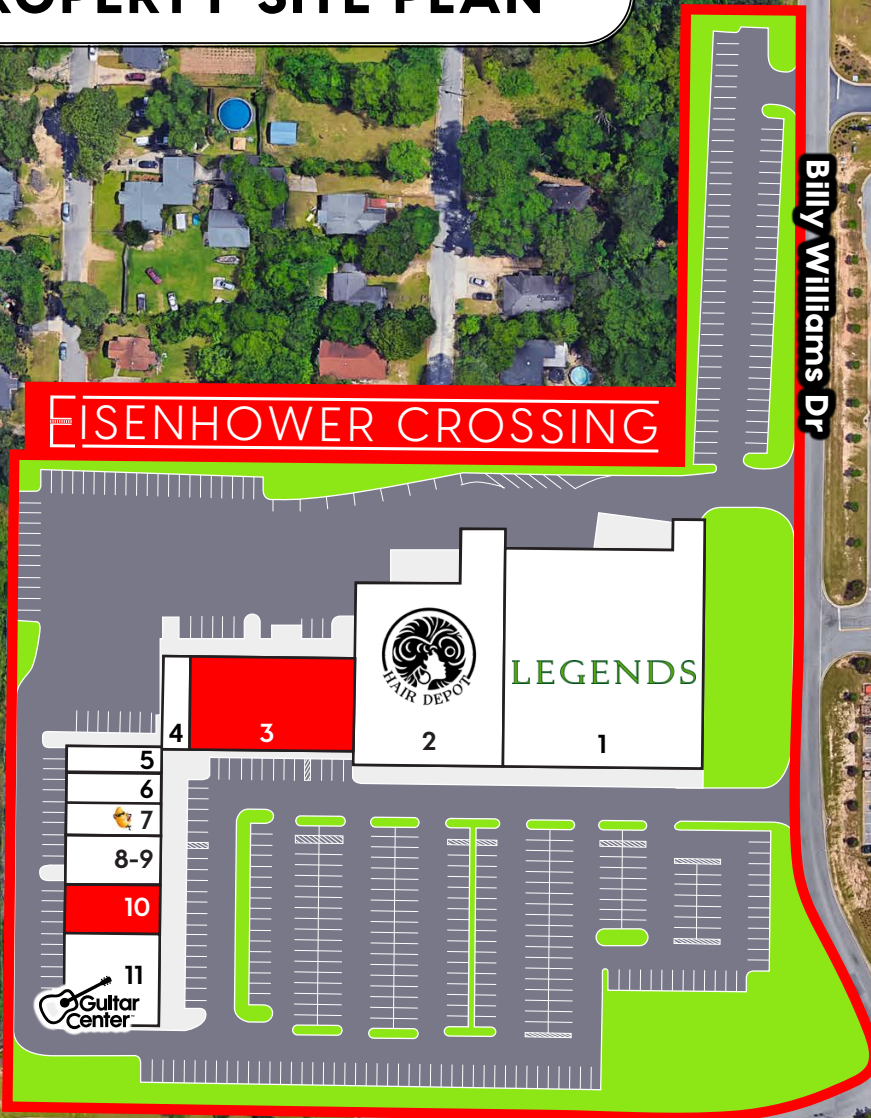 PROPERTY SITE PLAN
Billy Williams Dr
EISENHOWER CROSSING
HAIR DEPOT
LEGENDS
4
3
2
1
5
6
7
8-9
10
11
Guitar
Center